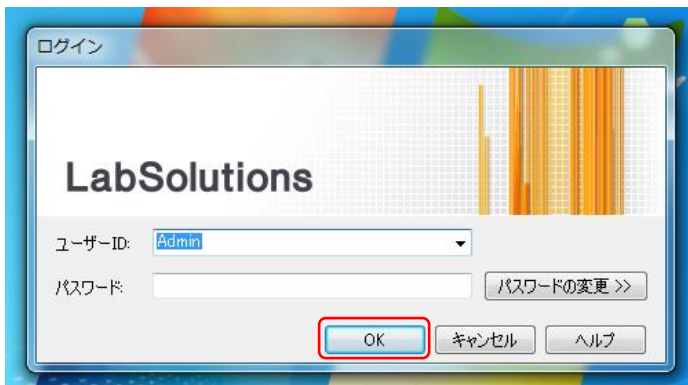 ログイン
LabSolutions
ユーザーID: Admin
パスワード: パスワードの変更 >>
OK キャンセル ヘルプ